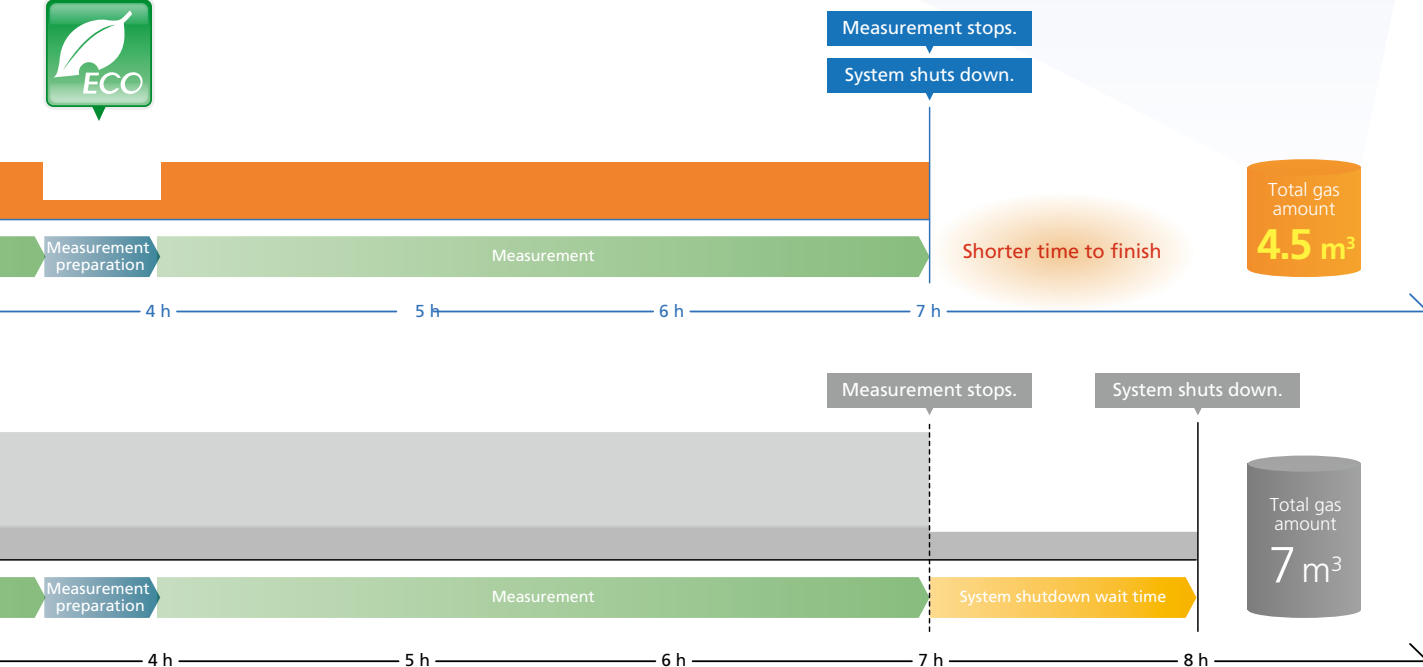 ECO
Measurement stops.
System shuts down.
Total gas
amount
4.5 m³
Measurement
preparation
Measurement
Shorter time to finish
4 h
5 h
6 h
7 h
Measurement stops.
System shuts down.
Total gas
amount
7 m³
Measurement
preparation
Measurement
System shutdown wait time
4 h
5 h
6 h
7 h
8 h